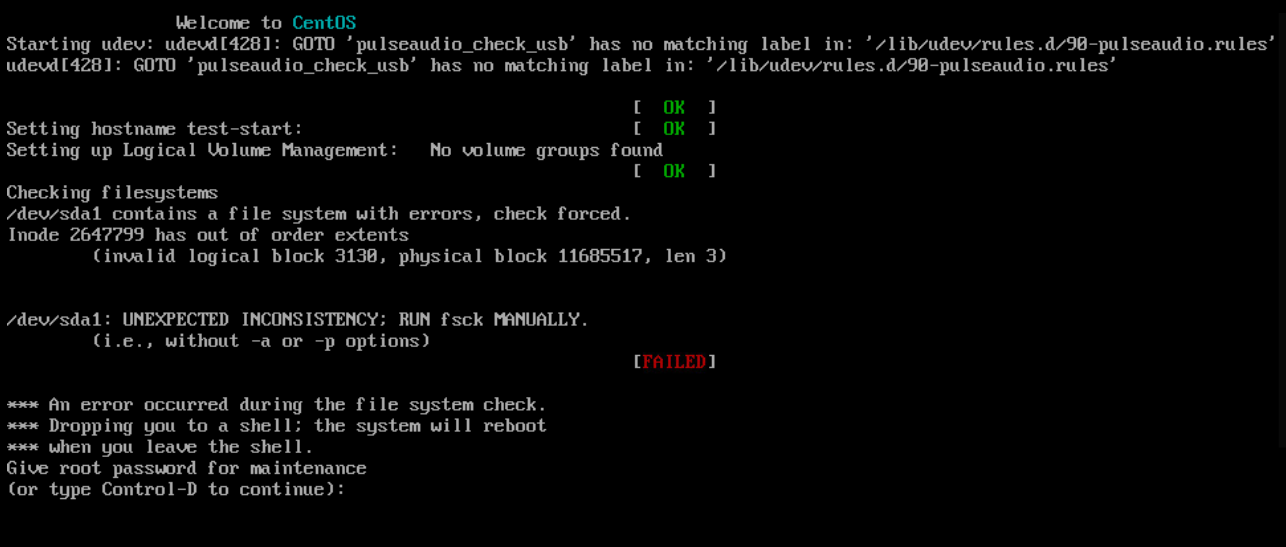 Welcome to CentOS
Starting udev: udevd[428]: GOTO 'pulseaudio_check_usb' has no matching label in: '/lib/udev/rules.d/90-pulseaudio.rules'
udevd[428]: GOTO 'pulseaudio_check_usb' has no matching label in: '/lib/udev/rules.d/90-pulseaudio.rules'
[  OK  ]
Setting hostname test-start: [  OK  ]
Setting up Logical Volume Management:   No volume groups found
[  OK  ]
Checking filesystems
/dev/sda1 contains a file system with errors, check forced.
Inode 2647799 has out of order extents
(invalid logical block 3130, physical block 11685517, len 3)
/dev/sda1: UNEXPECTED INCONSISTENCY; RUN fsck MANUALLY.
(i.e., without -a or -p options)
[FAILED]
*** An error occurred during the file system check.
*** Dropping you to a shell; the system will reboot
*** when you leave the shell.
Give root password for maintenance
(or type Control-D to continue):